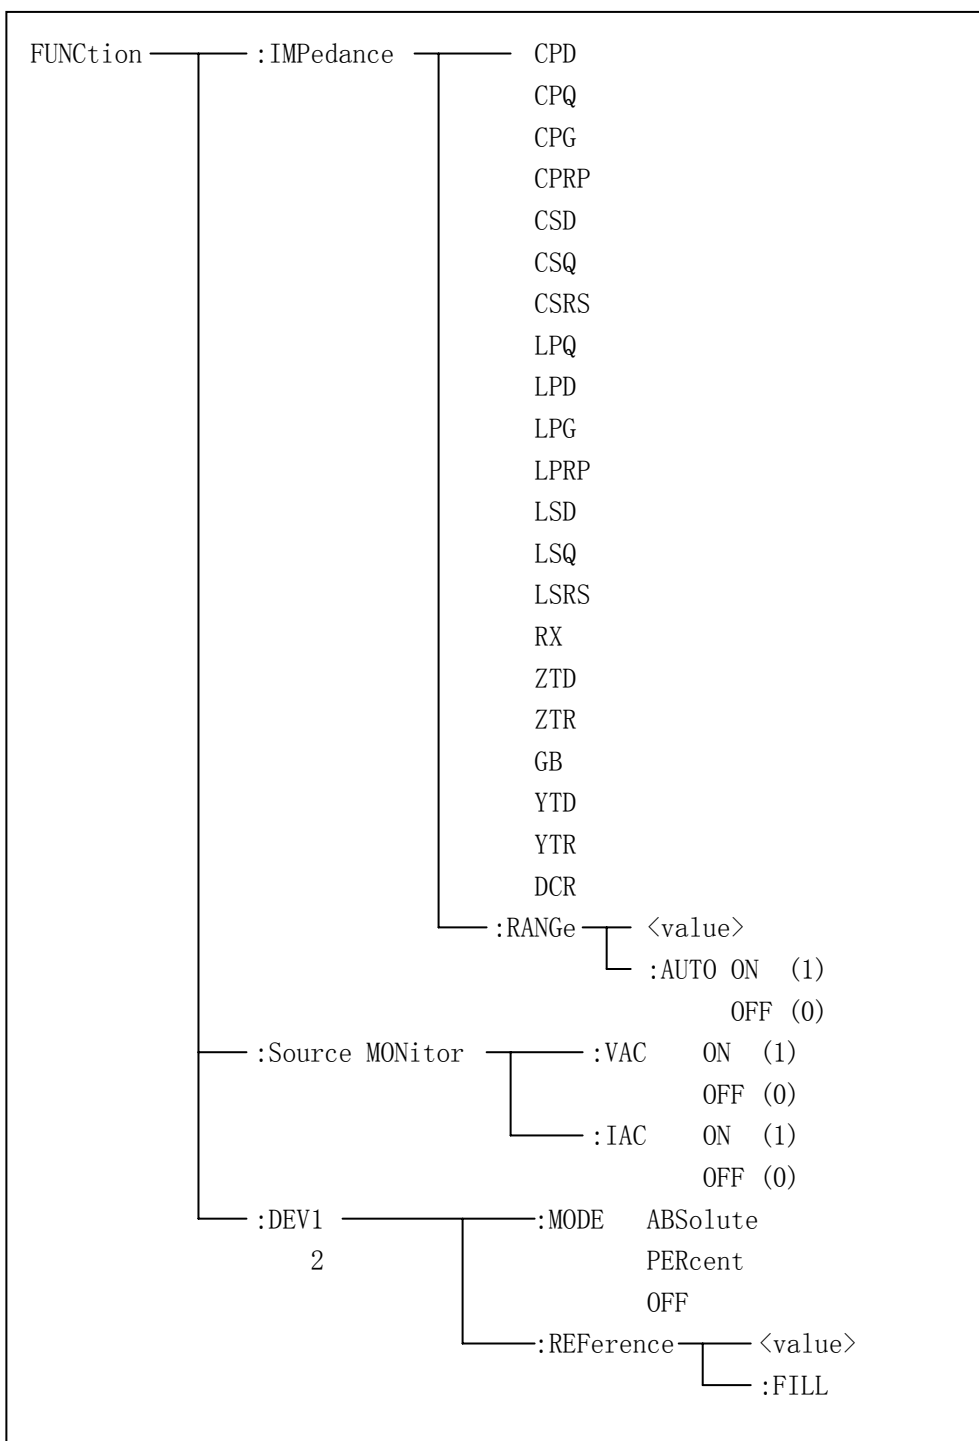 FUNCtion :IMPedance CPD
CPQ
CPG
CPRP
CSD
CSQ
CSRS
LPQ
LPD
LPG
LPRP
LSD
LSQ
LSRS
RX
ZTD
ZTR
GB
YTD
YTR
DCR
:RANGe <value>
:AUTO ON (1)
OFF (0)
:Source MONitor :VAC ON (1)
OFF (0)
:IAC ON (1)
OFF (0)
:DEV1 :MODE ABSolute
2 PERcent
OFF
:REFerence <value>
:FILL